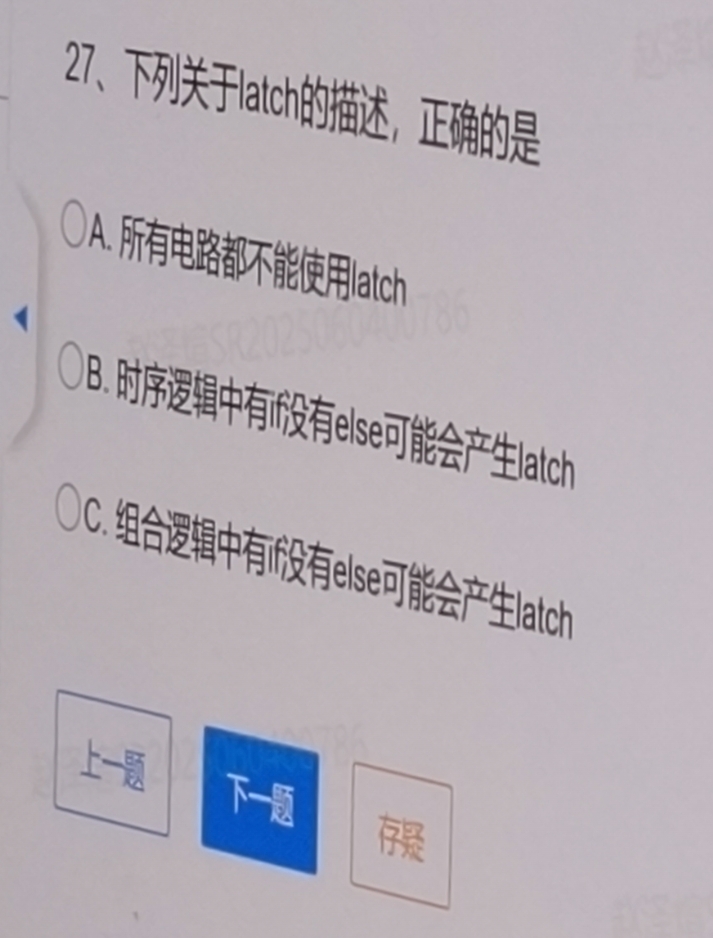 27、下列关于latch的描述，正确的是
A. 所有电路都不能使用latch
SR2025060400786
B. 时序逻辑中有if没有else可能会产生latch
C. 组合逻辑中有if没有else可能会产生latch
上一题
下一题
存疑